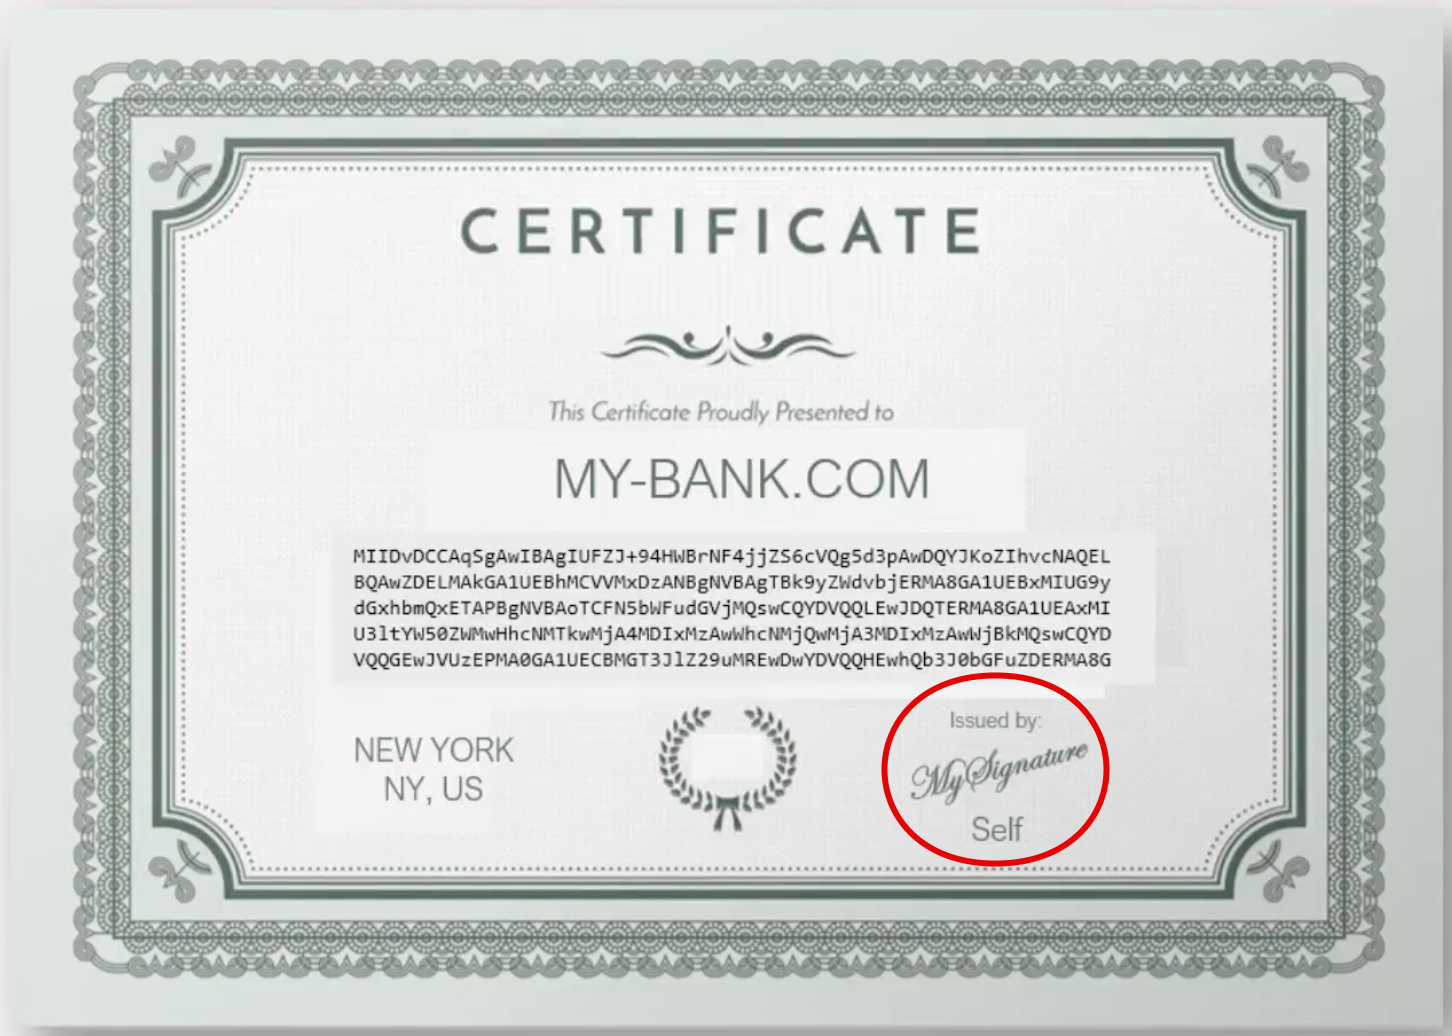 CERTIFICATE
This Certificate Proudly Presented to
MY-BANK.COM
MIIDvDCCAqSgAwIBAgIUFZJ+94HWBrNF4jjZS6cVQg5d3pAwDQYJKoZIhvcNAQEL
BQAwZDELMAkGA1UEBhMCVVMxDzANBgNVBAgTBk9yZWdvbjERMA8GA1UEBxMIUG9y
dGxhbmQxETAPBgNVBAoTCFN5bWFudGVjMQswCQYDVQQLEwJDQTERMA8GA1UEAxMI
U3ltYW50ZWMwHhcNMTkwMjA4MDIxMzAwWhcNMjQwMjA3MDIxMzAwWjBkMQswCQYD
VQQGEwJVUzEPMA0GA1UECBMGT3JlZ29uMREwDwYDVQQHEwhQb3J0bGFuZDERMA8G
NEW YORK
NY, US
Issued by:
MySignature
Self